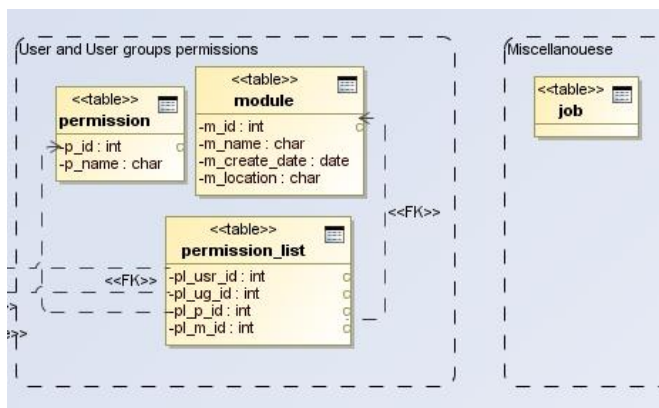 User and User groups permissions
<<table>>
permission
-p_id : int
-p_name : char
<<table>>
module
-m_id : int
-m_name : char
-m_create_date : date
-m_location : char
<<FK>>
<<table>>
permission_list
-pl_usr_id : int
-pl_ug_id : int
-pl_p_id : int
-pl_m_id : int
<<FK>>
>>
e>>
Miscellanouese
<<table>>
job